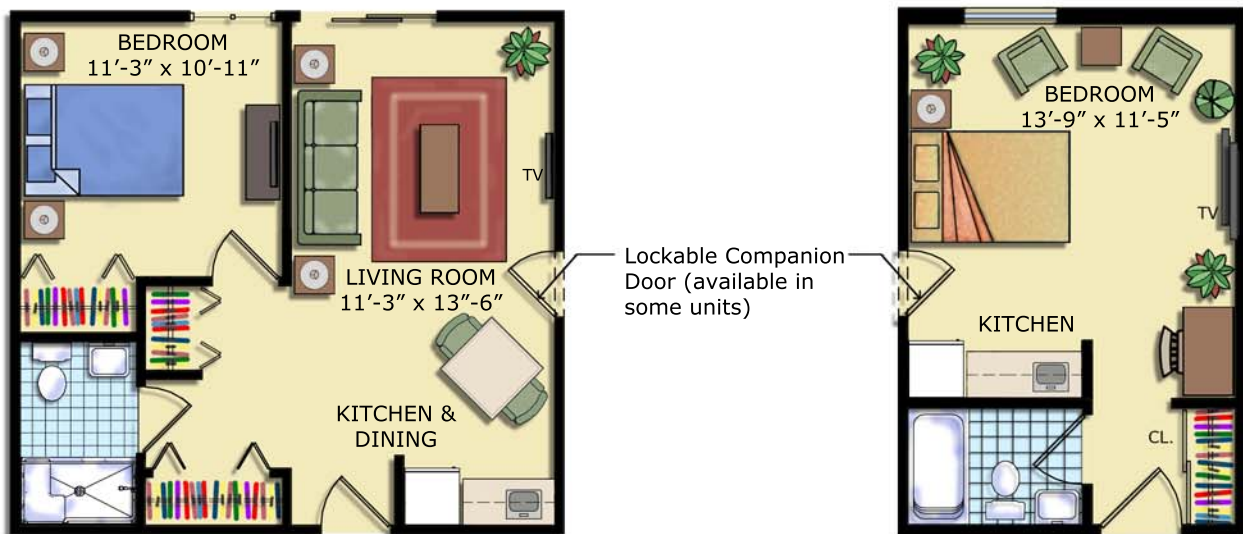 BEDROOM
11'-3" x 10'-11"
LIVING ROOM
11'-3" x 13"-6"
TV
KITCHEN &
DINING
Lockable Companion
Door (available in
some units)
BEDROOM
13'-9" x 11'-5"
TV
KITCHEN
CL.